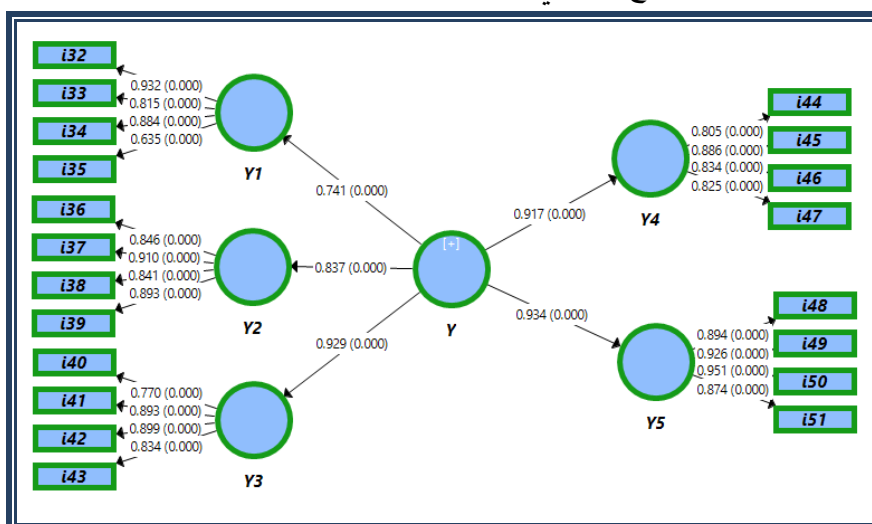 i32
i33
i34
i35
0.932 (0.000)
0.815 (0.000)
0.884 (0.000)
0.635 (0.000)
Y1
0.741 (0.000)
i36
i37
i38
i39
0.846 (0.000)
0.910 (0.000)
0.841 (0.000)
0.893 (0.000)
Y2
0.837 (0.000)
i40
i41
i42
i43
0.770 (0.000)
0.893 (0.000)
0.899 (0.000)
0.834 (0.000)
Y3
0.929 (0.000)
[+]
Y
0.917 (0.000)
Y4
0.805 (0.000)
0.886 (0.000)
0.834 (0.000)
0.825 (0.000)
i44
i45
i46
i47
0.934 (0.000)
Y5
0.894 (0.000)
0.926 (0.000)
0.951 (0.000)
0.874 (0.000)
i48
i49
i50
i51